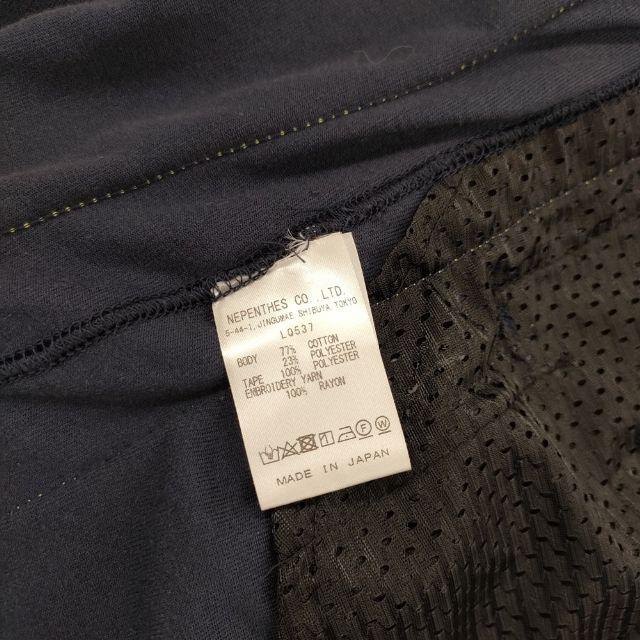 NEPENTHES CO.,LTD.
5-44-1, JINGUMAE SHIBUYA, TOKYO
LQ537
BODY 77% COTTON
23% POLYESTER
TAPE 100% POLYESTER
EMBROIDERY YARN
100% RAYON
MADE IN JAPAN